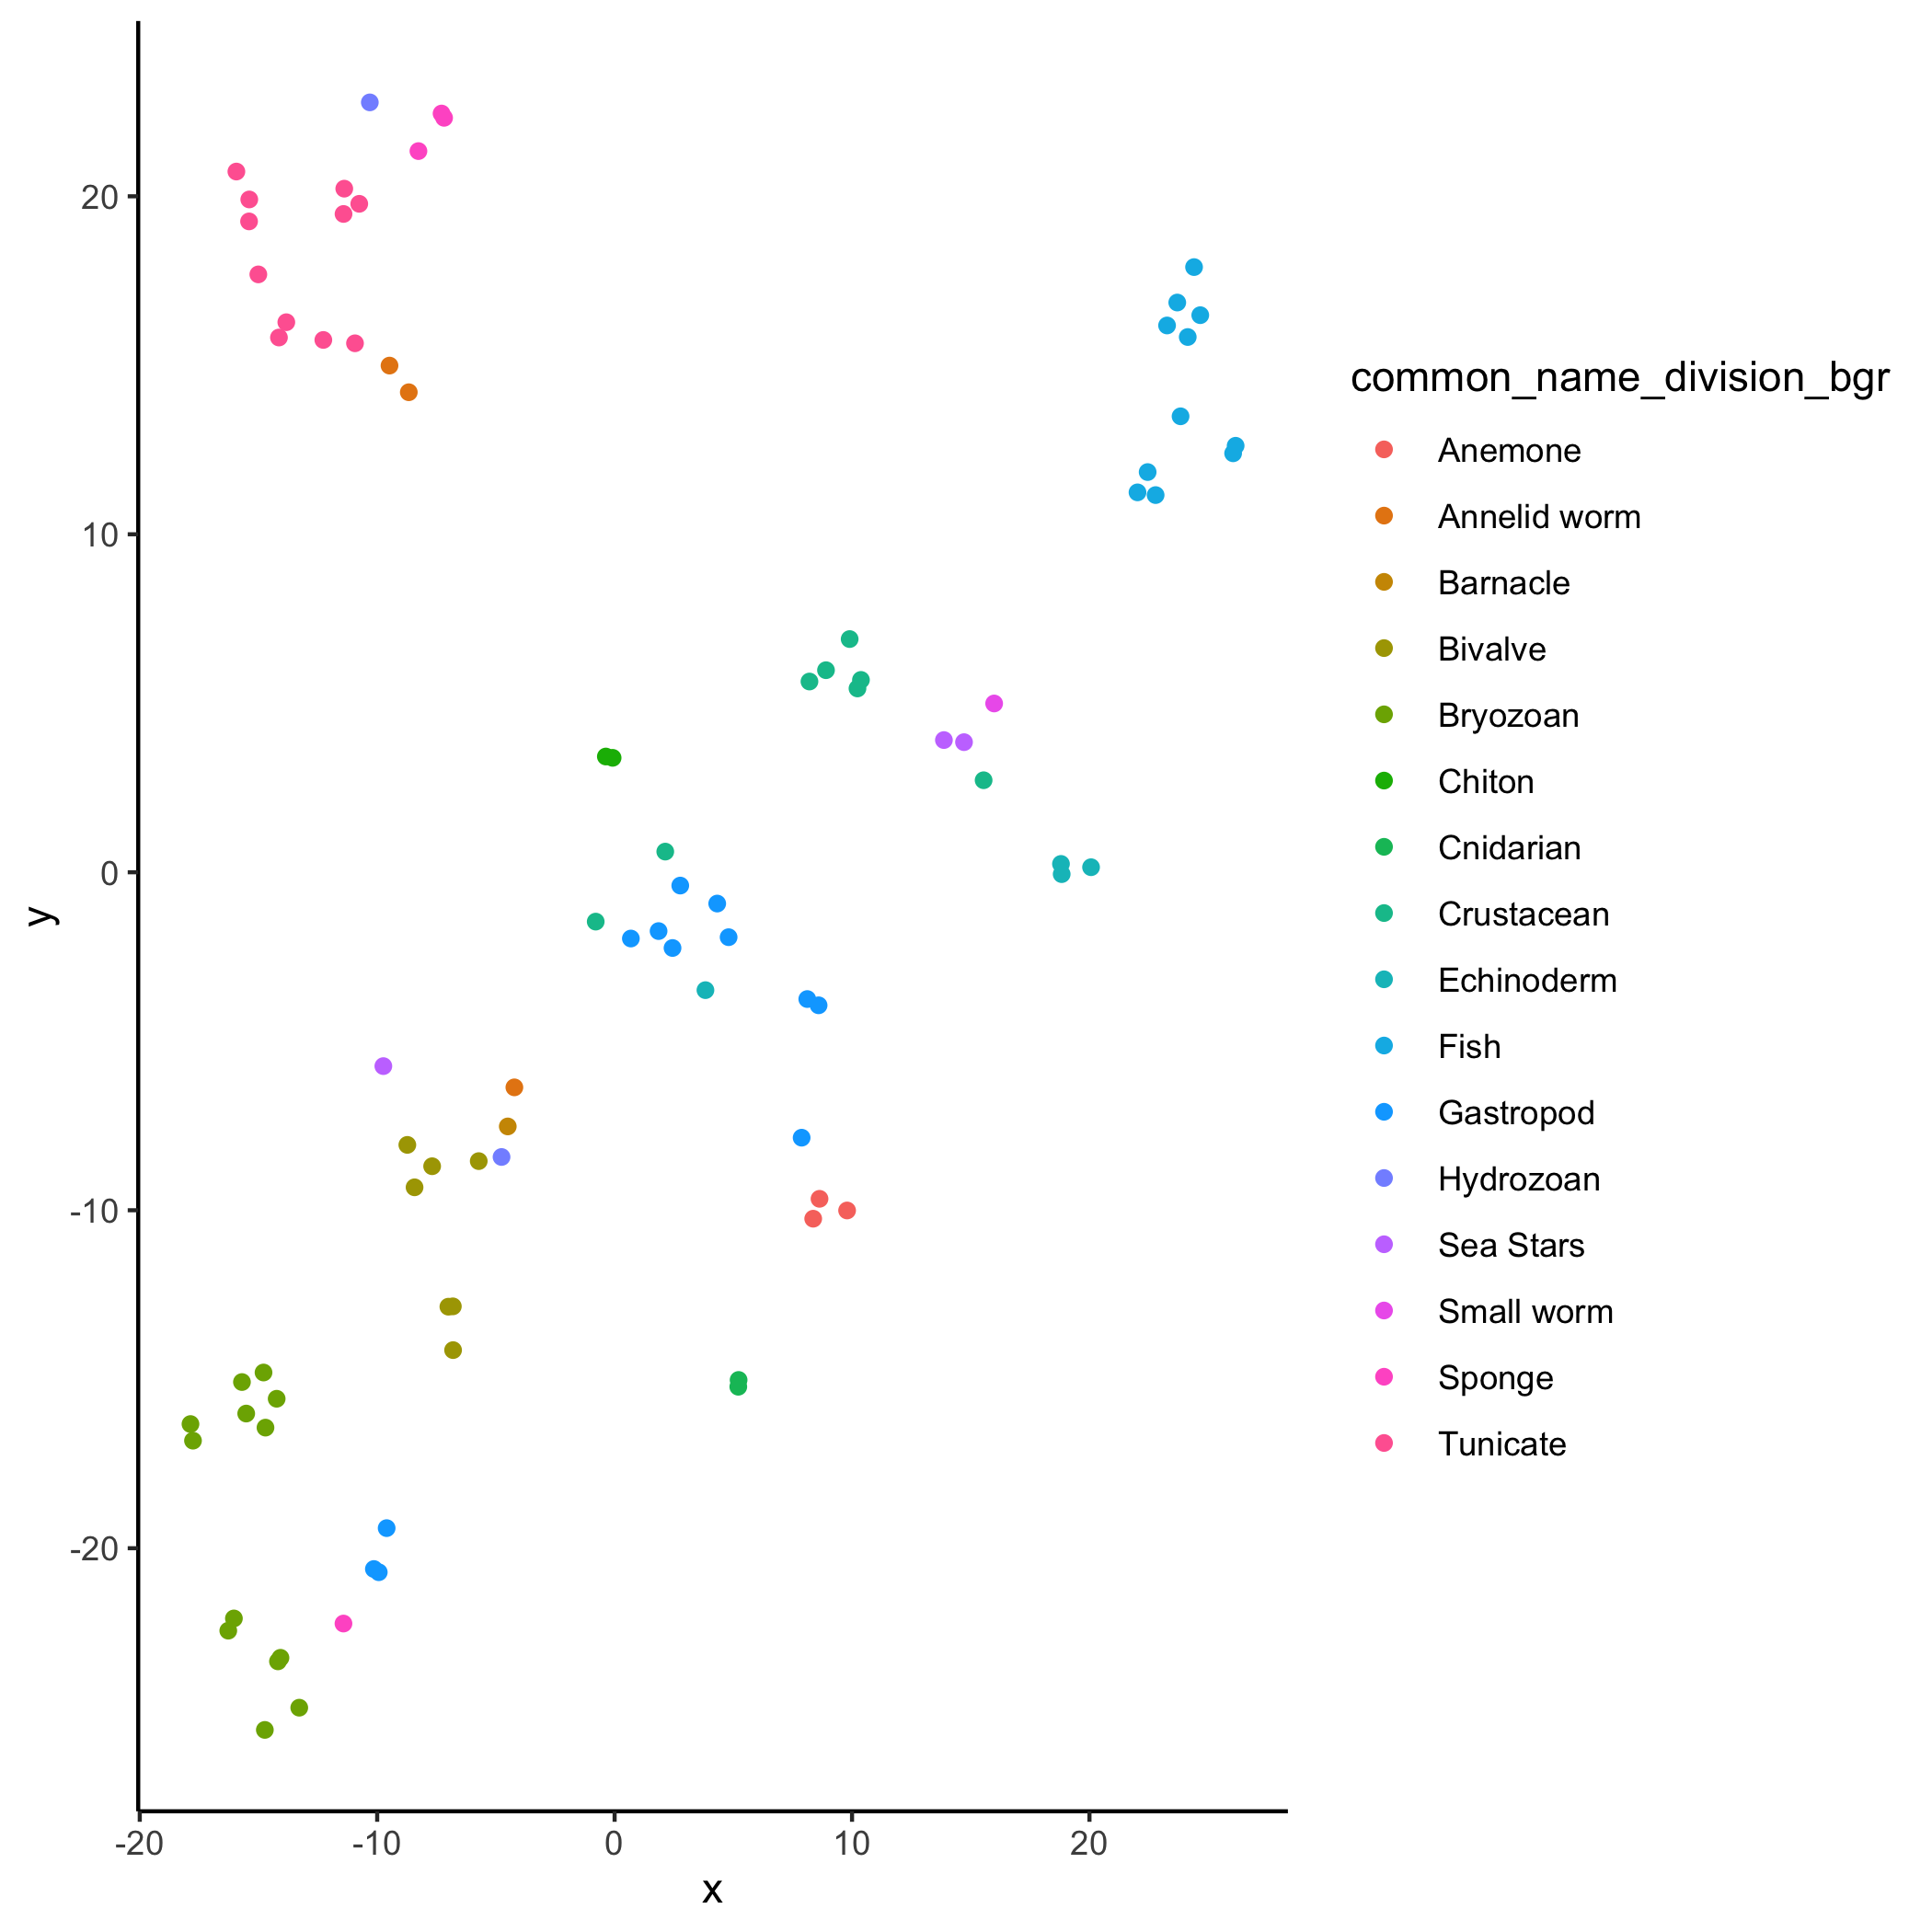 20
10
0
-10
-20
y
-20
-10
0
10
20
x
common_name_division_bgr
Anemone
Annelid worm
Barnacle
Bivalve
Bryozoan
Chiton
Cnidarian
Crustacean
Echinoderm
Fish
Gastropod
Hydrozoan
Sea Stars
Small worm
Sponge
Tunicate